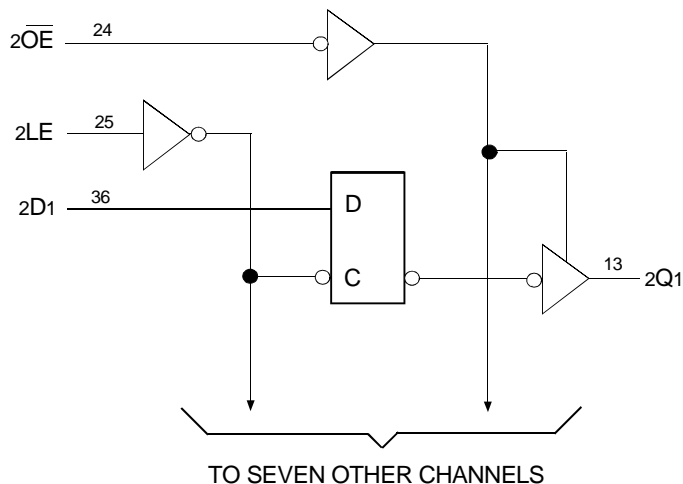 2OE 24
2LE 25
2D1 36
D
C
13 2Q1
TO SEVEN OTHER CHANNELS